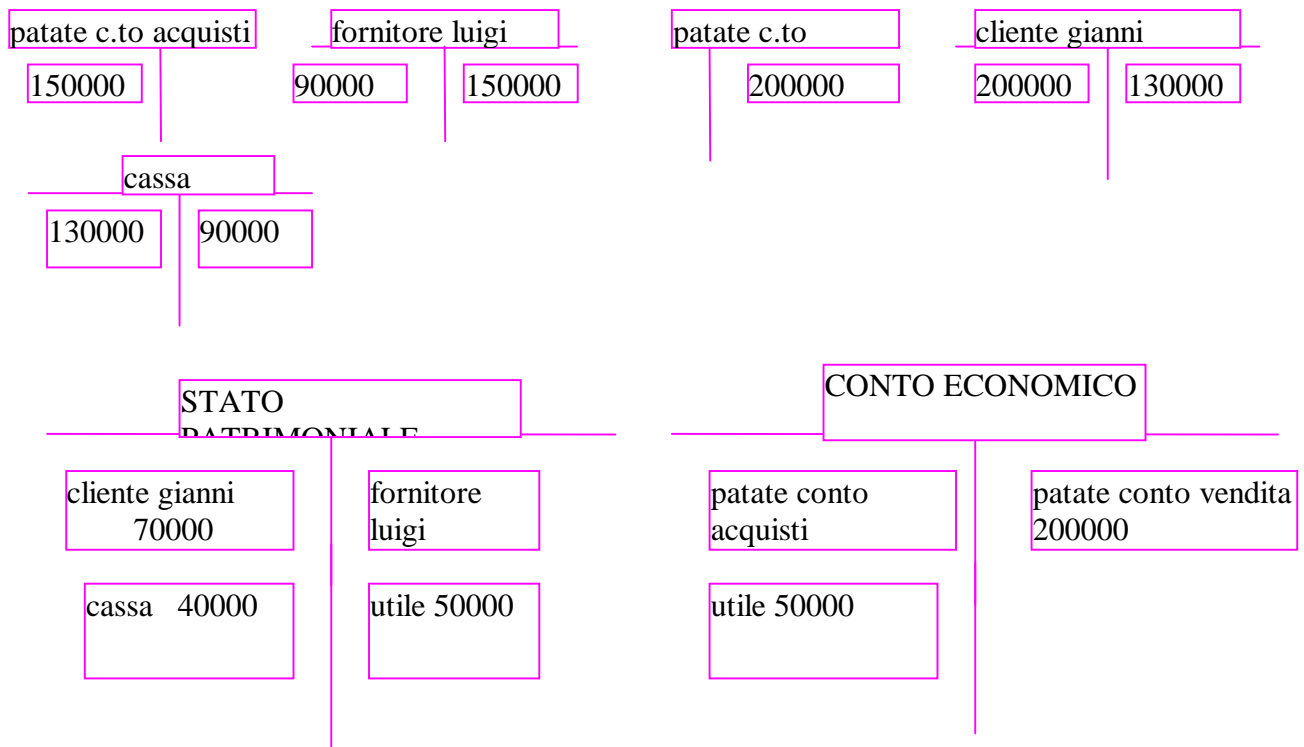 patate c.to acquisti
fornitore luigi
patate c.to
cliente gianni
150000
90000
150000
200000
200000
130000
cassa
130000
90000
STATO
PATRIMONIALE
CONTO ECONOMICO
cliente gianni
70000
fornitore
luigi
patate conto
acquisti
patate conto vendita
200000
cassa 40000
utile 50000
utile 50000